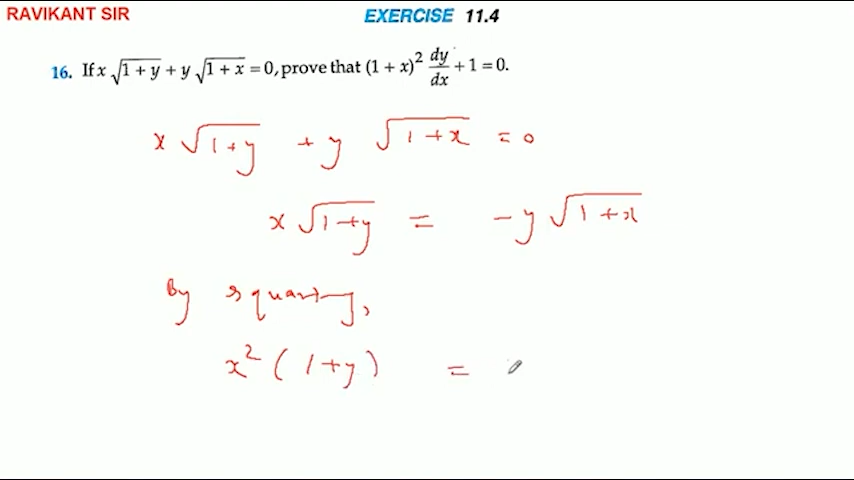 RAVIKANT SIR
EXERCISE 11.4
16. If x √(1 + y) + y √(1 + x) = 0, prove that (1 + x)² dy/dx + 1 = 0.
x √(1+y) + y √(1+x) = 0
x √(1+y) = -y √(1+x)
By squaring,
x² (1+y) =